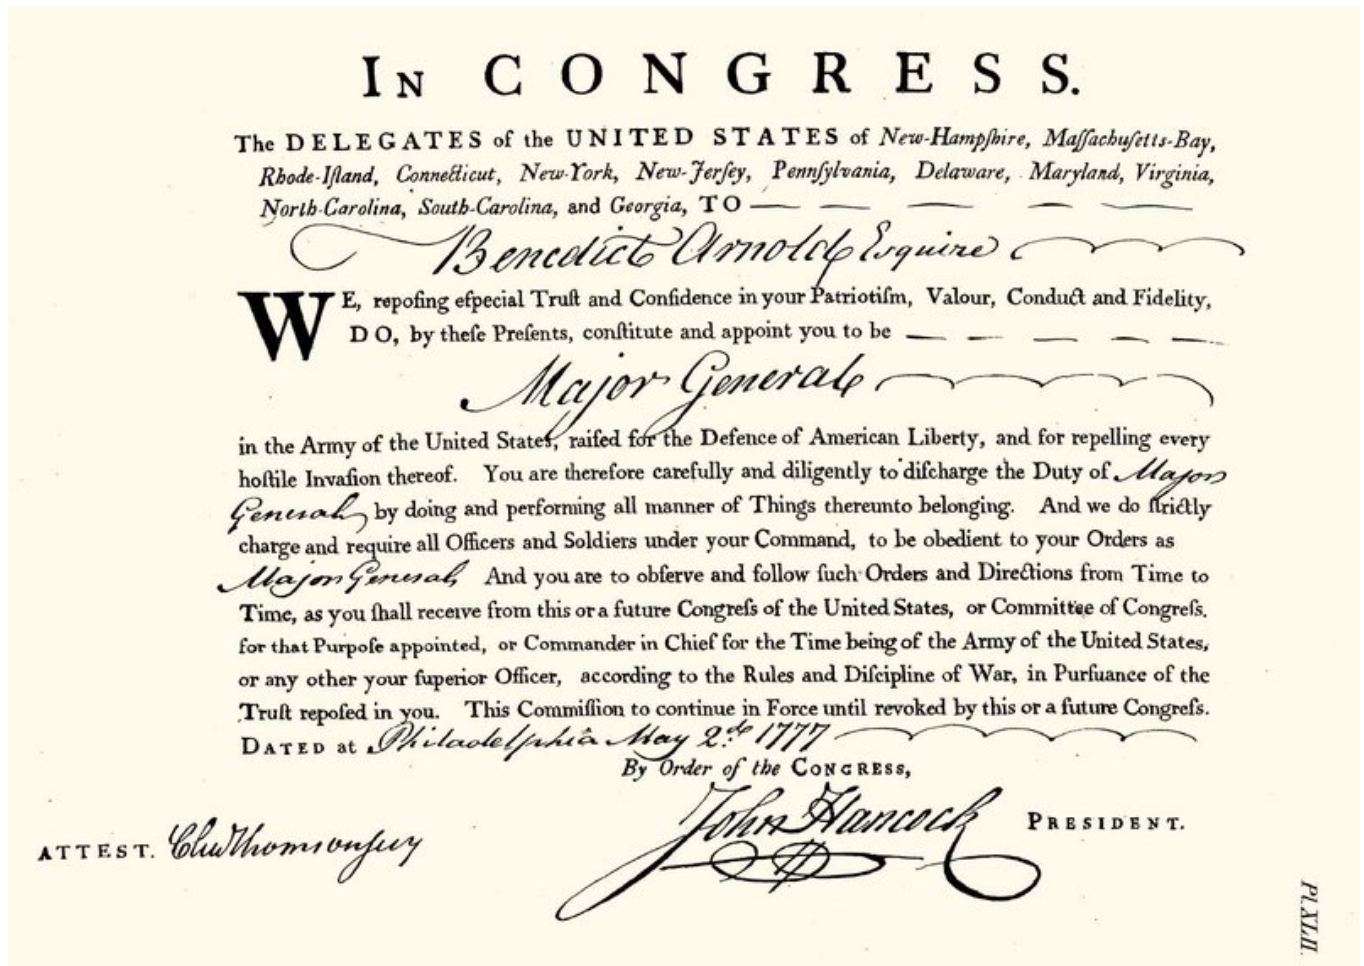 IN CONGRESS.
The DELEGATES of the UNITED STATES of New-Hampſhire, Maſſachuſetts-Bay,
Rhode-Iſland, Connecticut, New-York, New-Jerſey, Pennſylvania, Delaware, Maryland, Virginia,
North-Carolina, South-Carolina, and Georgia, TO — — — — —
Benedict Arnold Esquire
WE, repoſing eſpecial Truſt and Confidence in your Patriotiſm, Valour, Conduct and Fidelity,
DO, by theſe Preſents, conſtitute and appoint you to be — — — — —
Major General
in the Army of the United States, raiſed for the Defence of American Liberty, and for repelling every
hoſtile Invaſion thereof. You are therefore carefully and diligently to diſcharge the Duty of Major
General by doing and performing all manner of Things thereunto belonging. And we do ſtrictly
charge and require all Officers and Soldiers under your Command, to be obedient to your Orders as
Major General, And you are to obſerve and follow ſuch Orders and Directions from Time to
Time, as you ſhall receive from this or a future Congreſs of the United States, or Committee of Congreſs.
for that Purpoſe appointed, or Commander in Chief for the Time being of the Army of the United States,
or any other your ſuperior Officer, according to the Rules and Diſcipline of War, in Purſuance of the
Truſt repoſed in you. This Commiſſion to continue in Force until revoked by this or a future Congreſs.
DATED at Philadelphia May 2.d 1777
By Order of the CONGRESS,
John Hancock PRESIDENT.
ATTEST. Cha Thomson secy
Pl. XLII.